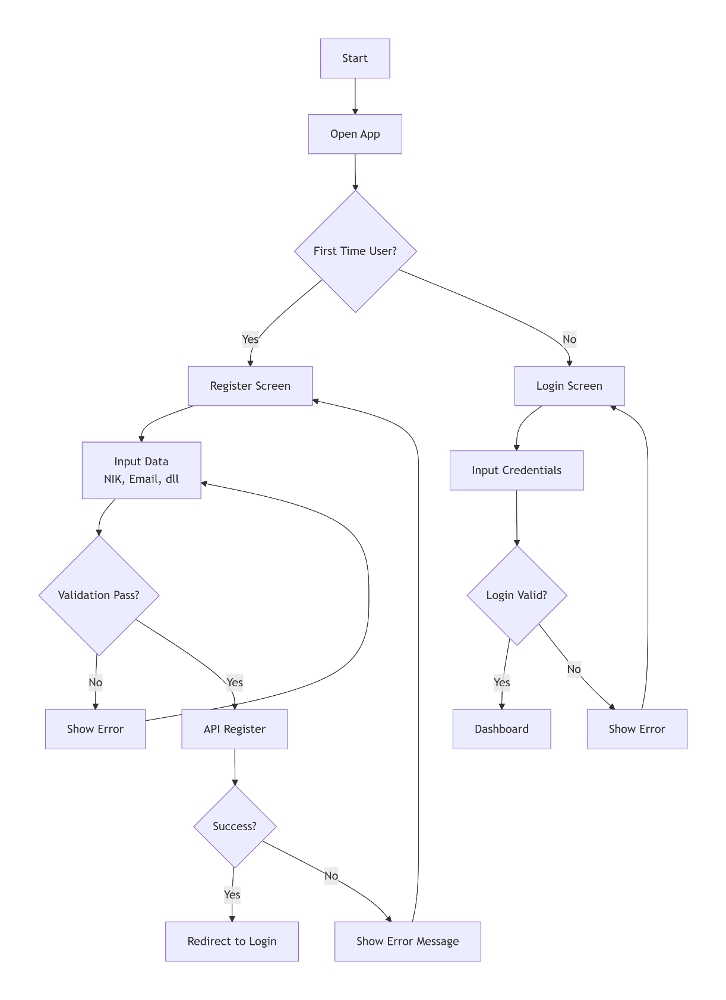 Start
Open App
First Time User?
Yes
No
Register Screen
Login Screen
Input Data
NIK, Email, dll
Input Credentials
Validation Pass?
Login Valid?
No
Yes
Yes
No
Show Error
API Register
Dashboard
Show Error
Success?
Yes
No
Redirect to Login
Show Error Message